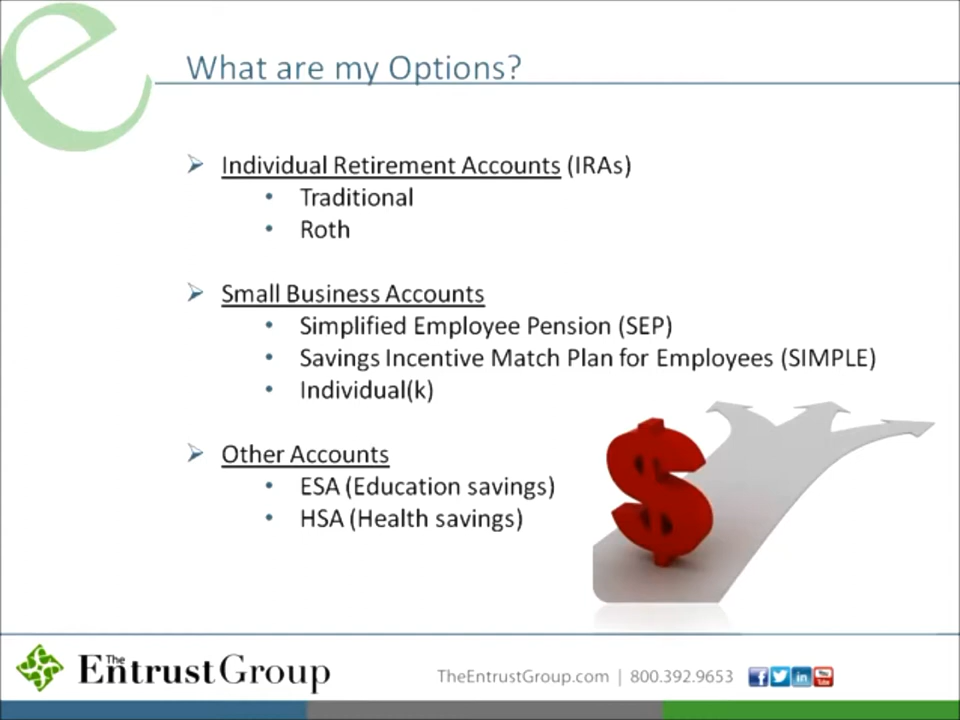 What are my Options?
Individual Retirement Accounts (IRAs)
Traditional
Roth
Small Business Accounts
Simplified Employee Pension (SEP)
Savings Incentive Match Plan for Employees (SIMPLE)
Individual(k)
Other Accounts
ESA (Education savings)
HSA (Health savings)
The Entrust Group
TheEntrustGroup.com | 800.392.9653